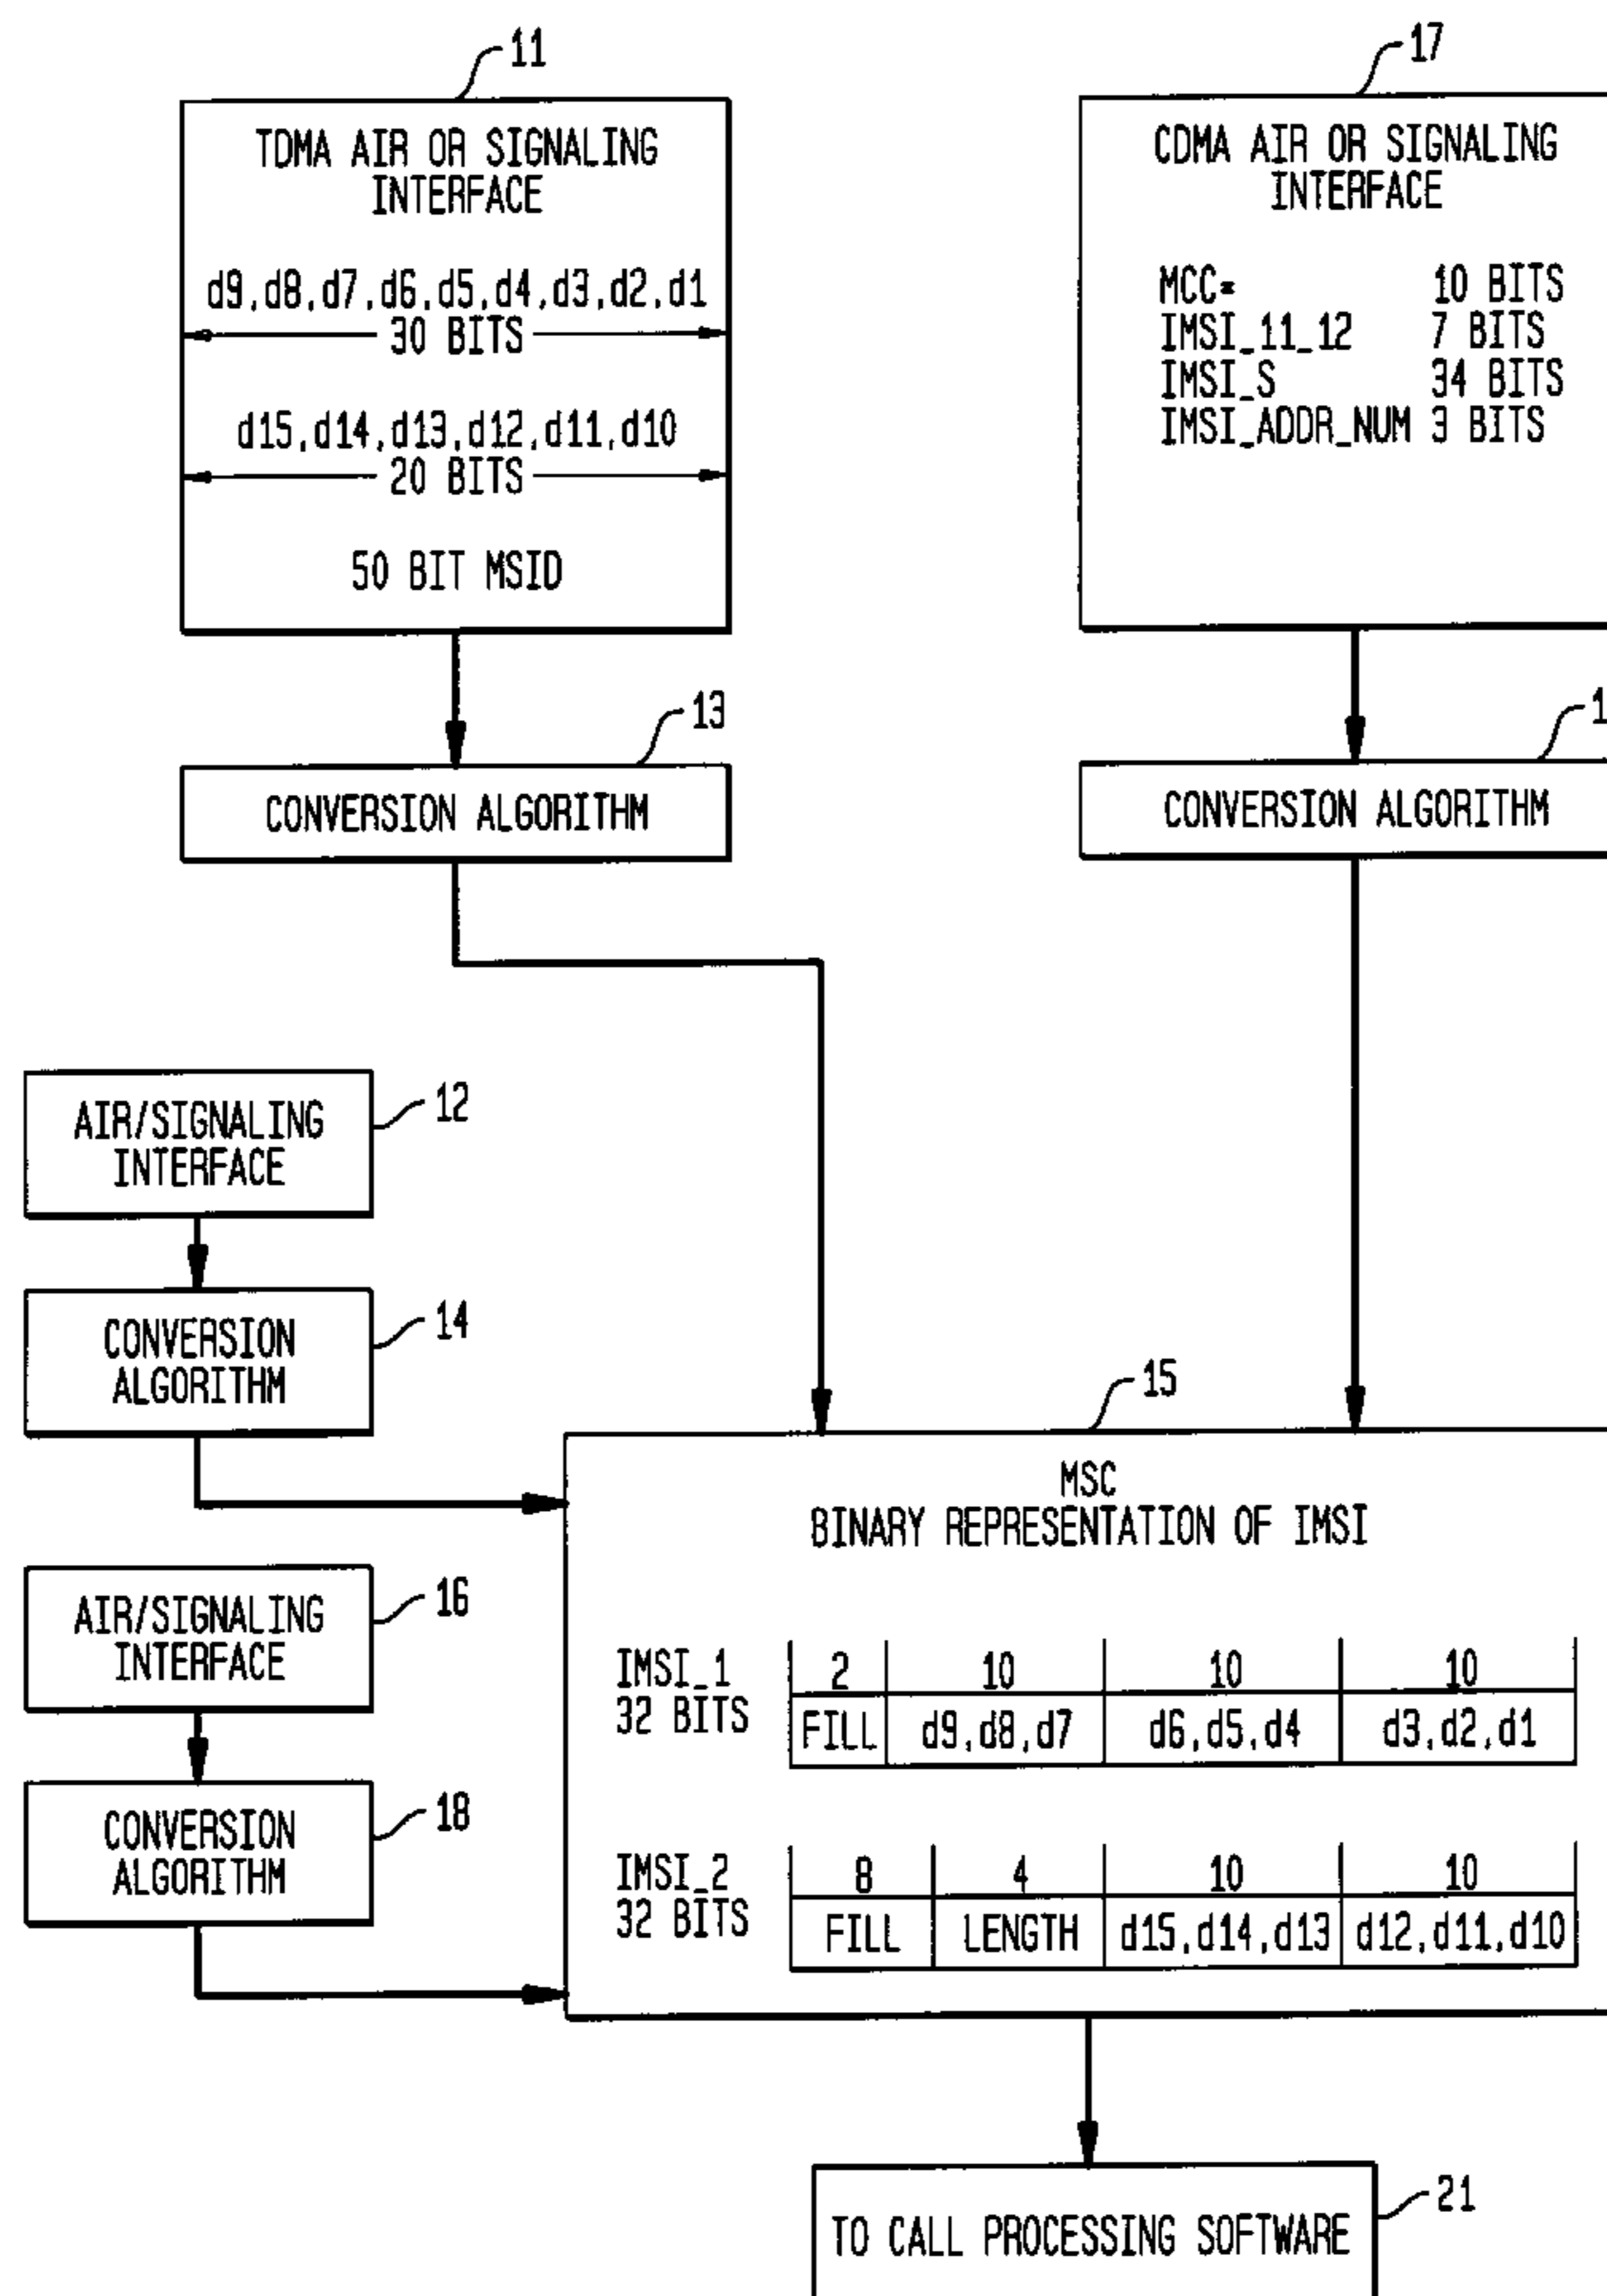 11
TDMA AIR OR SIGNALING
INTERFACE
d9,d8,d7,d6,d5,d4,d3,d2,d1
30 BITS
d15,d14,d13,d12,d11,d10
20 BITS
50 BIT MSID
17
CDMA AIR OR SIGNALING
INTERFACE
MCC= 10 BITS
IMSI_11_12 7 BITS
IMSI_S 34 BITS
IMSI_ADDR_NUM 3 BITS
13
CONVERSION ALGORITHM
CONVERSION ALGORITHM
12
AIR/SIGNALING
INTERFACE
14
CONVERSION
ALGORITHM
16
AIR/SIGNALING
INTERFACE
18
CONVERSION
ALGORITHM
15
MSC
BINARY REPRESENTATION OF IMSI
IMSI_1
32 BITS
2 10 10 10
FILL d9,d8,d7 d6,d5,d4 d3,d2,d1
IMSI_2
32 BITS
8 4 10 10
FILL LENGTH d15,d14,d13 d12,d11,d10
21
TO CALL PROCESSING SOFTWARE